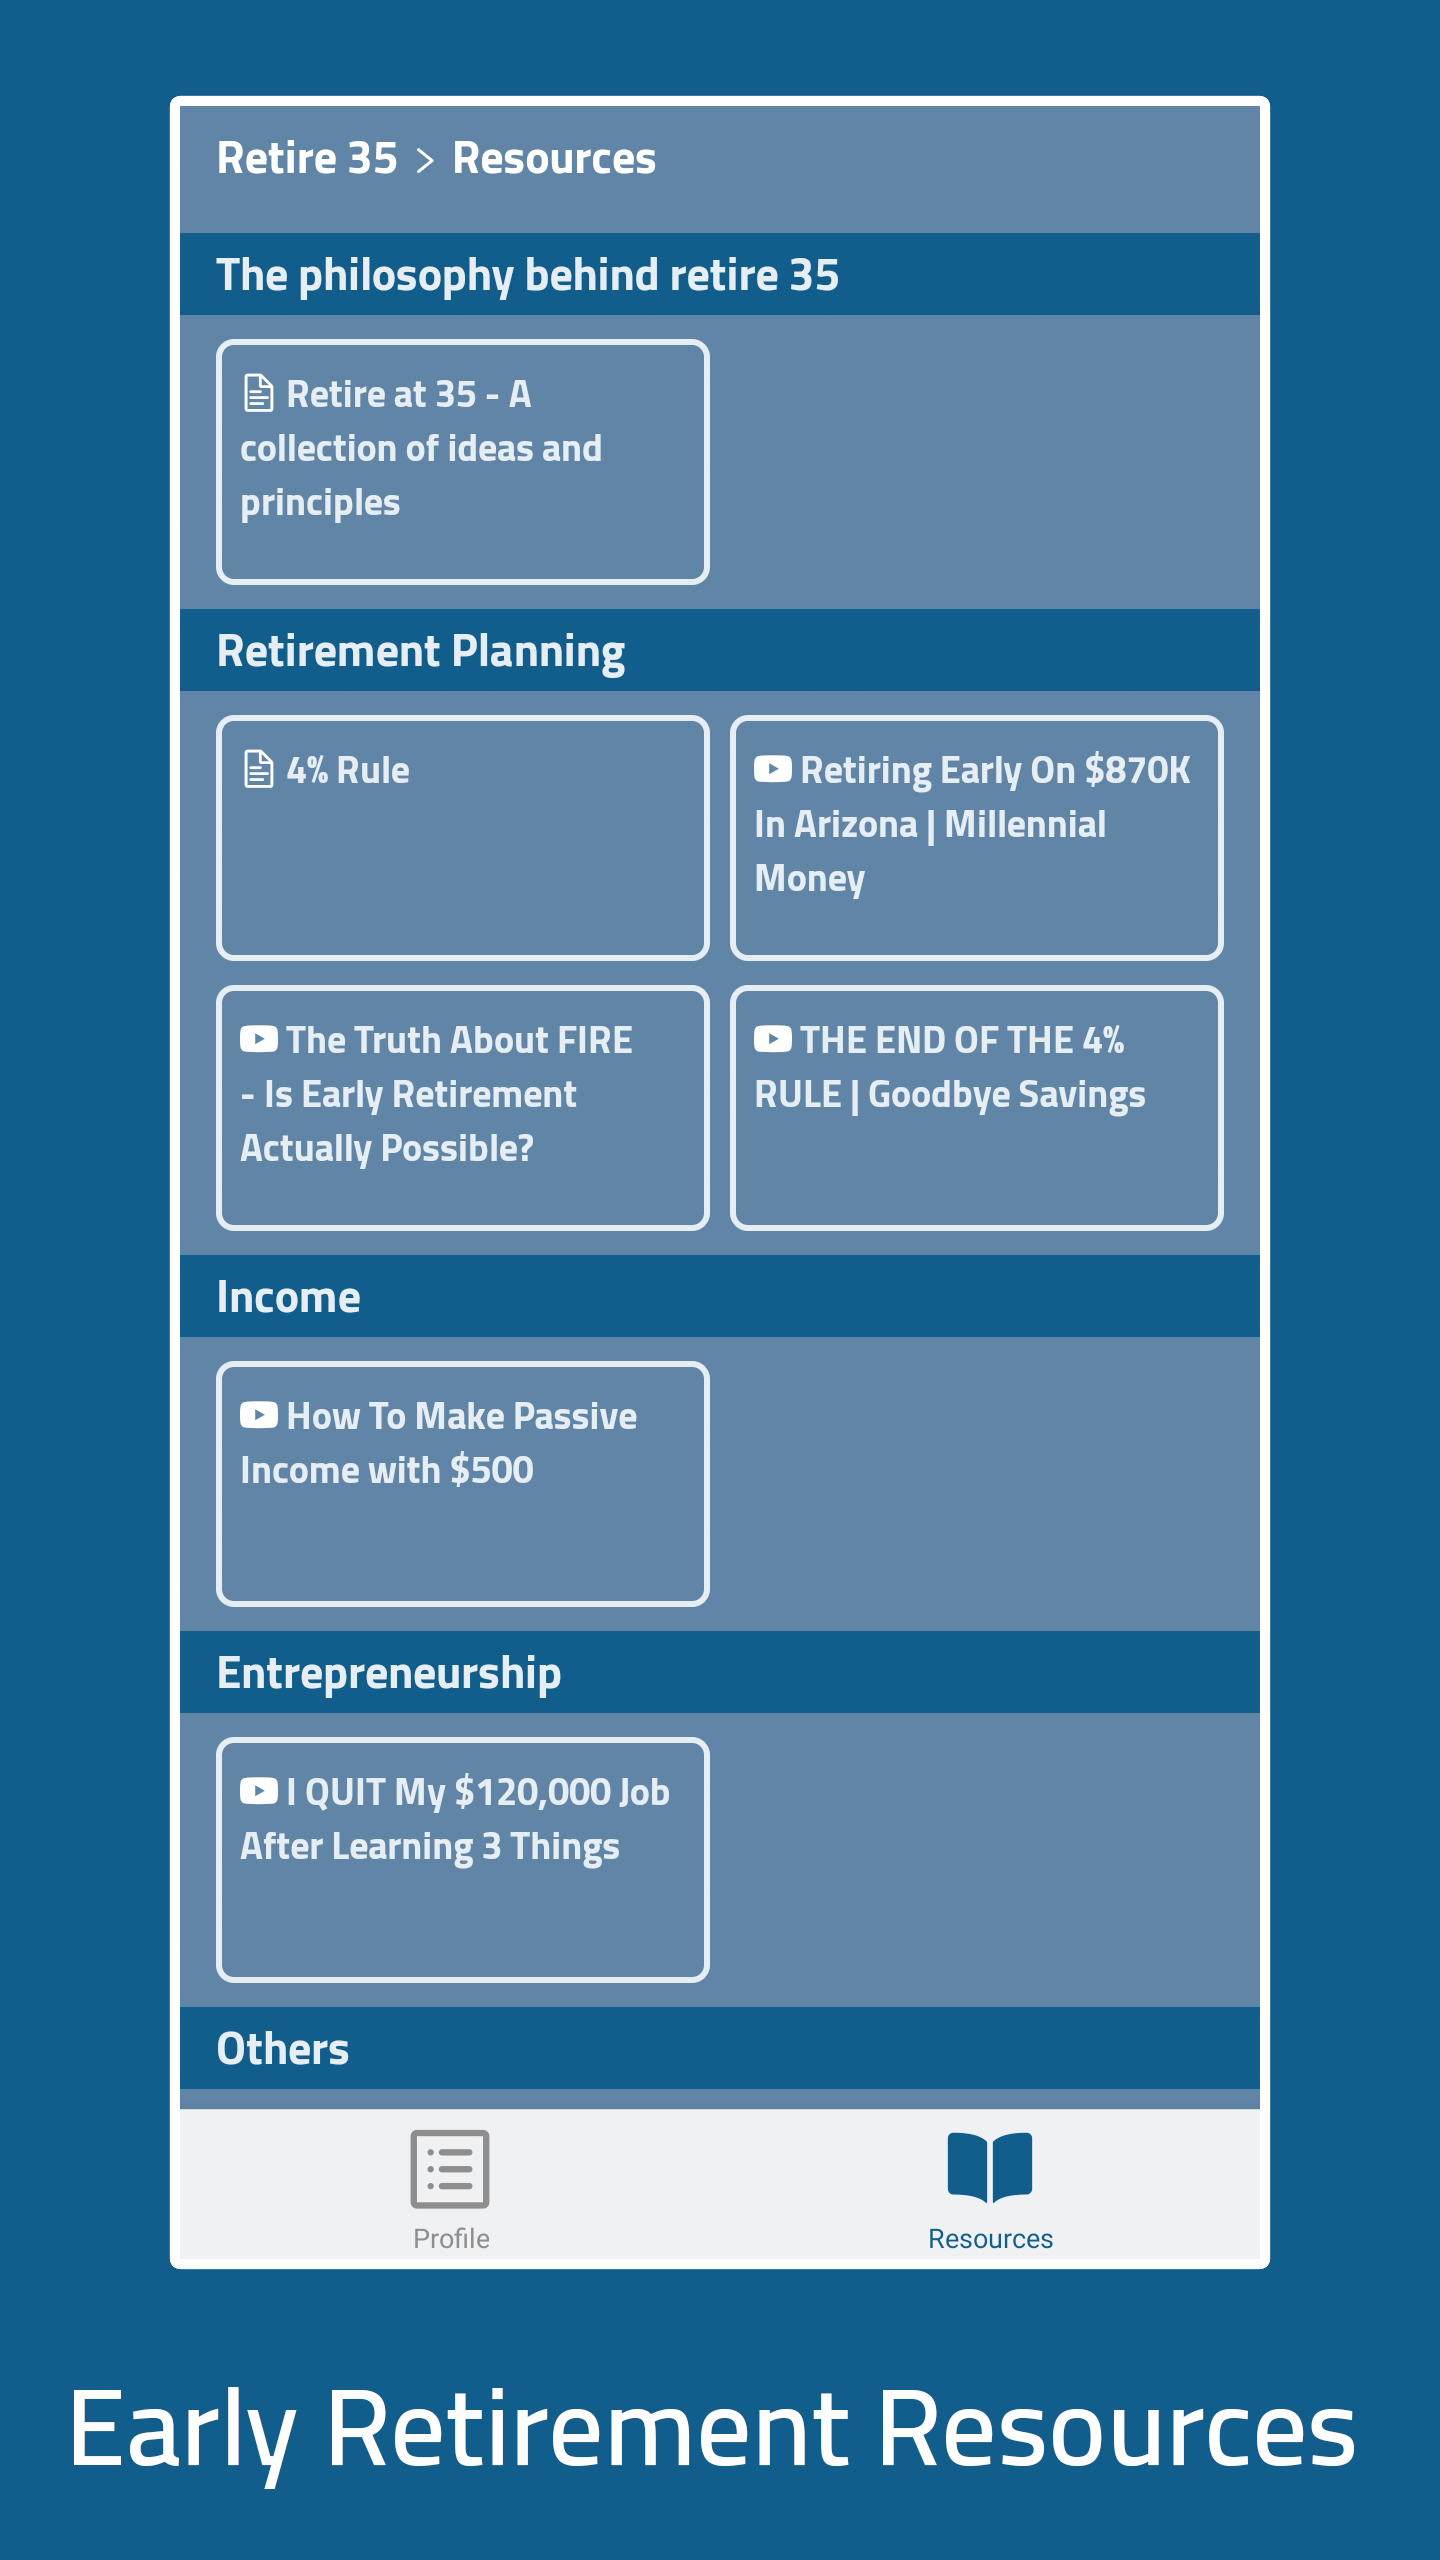 Retire 35 > Resources
The philosophy behind retire 35
Retire at 35 - A
collection of ideas and
principles
Retirement Planning
4% Rule
Retiring Early On $870K
In Arizona | Millennial
Money
The Truth About FIRE
- Is Early Retirement
Actually Possible?
THE END OF THE 4%
RULE | Goodbye Savings
Income
How To Make Passive
Income with $500
Entrepreneurship
I QUIT My $120,000 Job
After Learning 3 Things
Others
Profile
Resources
Early Retirement Resources